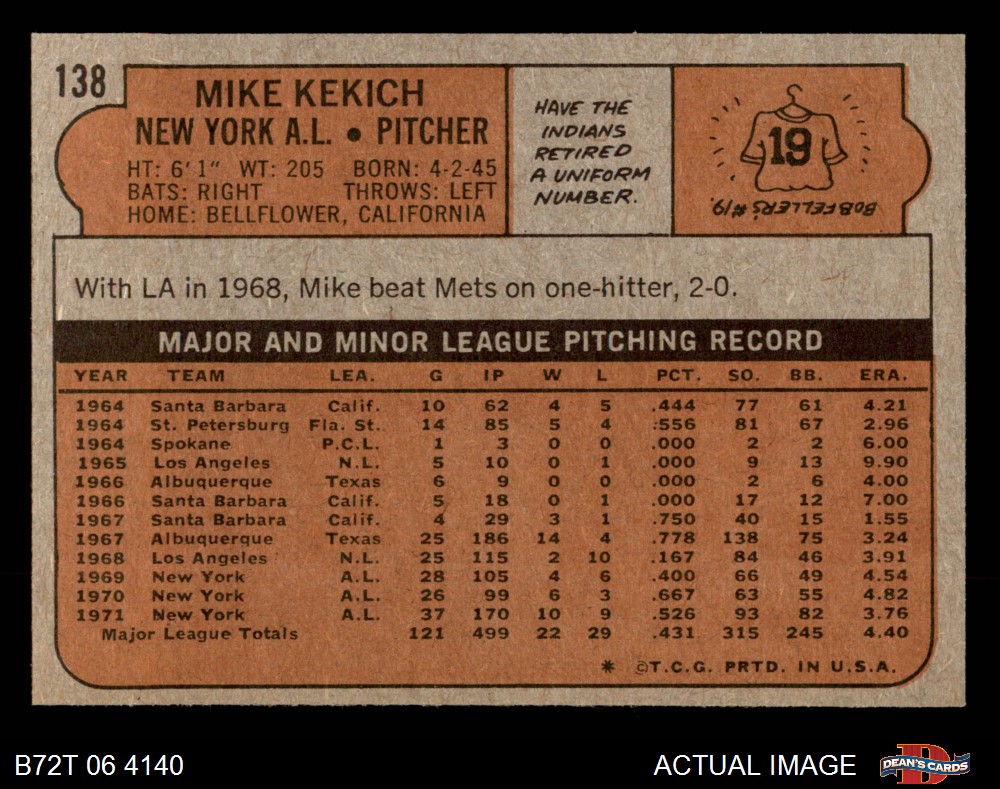 138
MIKE KEKICH
NEW YORK A.L. • PITCHER
HT: 6' 1" WT: 205 BORN: 4-2-45
BATS: RIGHT THROWS: LEFT
HOME: BELLFLOWER, CALIFORNIA
HAVE THE
INDIANS
RETIRED
A UNIFORM
NUMBER.
19
BOB FELLER'S #19.
With LA in 1968, Mike beat Mets on one-hitter, 2-0.
MAJOR AND MINOR LEAGUE PITCHING RECORD
YEAR TEAM LEA. G IP W L PCT. SO. BB. ERA.
1964 Santa Barbara Calif. 10 62 4 5 .444 77 61 4.21
1964 St. Petersburg Fla. St. 14 85 5 4 .556 81 67 2.96
1964 Spokane P.C.L. 1 3 0 0 .000 2 2 6.00
1965 Los Angeles N.L. 5 10 0 1 .000 9 13 9.90
1966 Albuquerque Texas 6 9 0 0 .000 2 6 4.00
1966 Santa Barbara Calif. 5 18 0 1 .000 17 12 7.00
1967 Santa Barbara Calif. 4 29 3 1 .750 40 15 1.55
1967 Albuquerque Texas 25 186 14 4 .778 138 75 3.24
1968 Los Angeles N.L. 25 115 2 10 .167 84 46 3.91
1969 New York A.L. 28 105 4 6 .400 66 49 4.54
1970 New York A.L. 26 99 6 3 .667 63 55 4.82
1971 New York A.L. 37 170 10 9 .526 93 82 3.76
Major League Totals 121 499 22 29 .431 315 245 4.40
* ©T.C.G. PRTD. IN U.S.A.
B72T 06 4140
ACTUAL IMAGE
D
DEAN'S CARDS